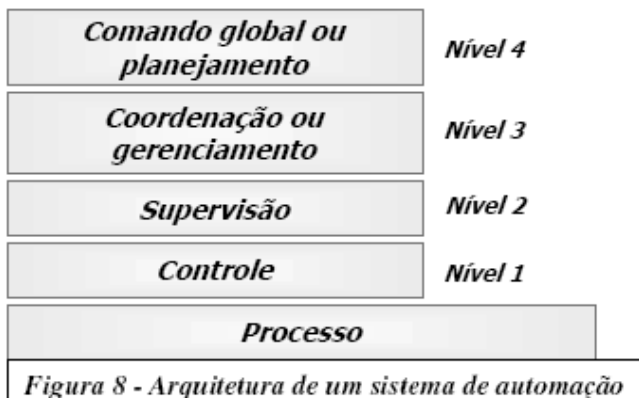 Comando global ou
planejamento
Nível 4
Coordenação ou
gerenciamento
Nível 3
Supervisão
Nível 2
Controle
Nível 1
Processo
Figura 8 - Arquitetura de um sistema de automação